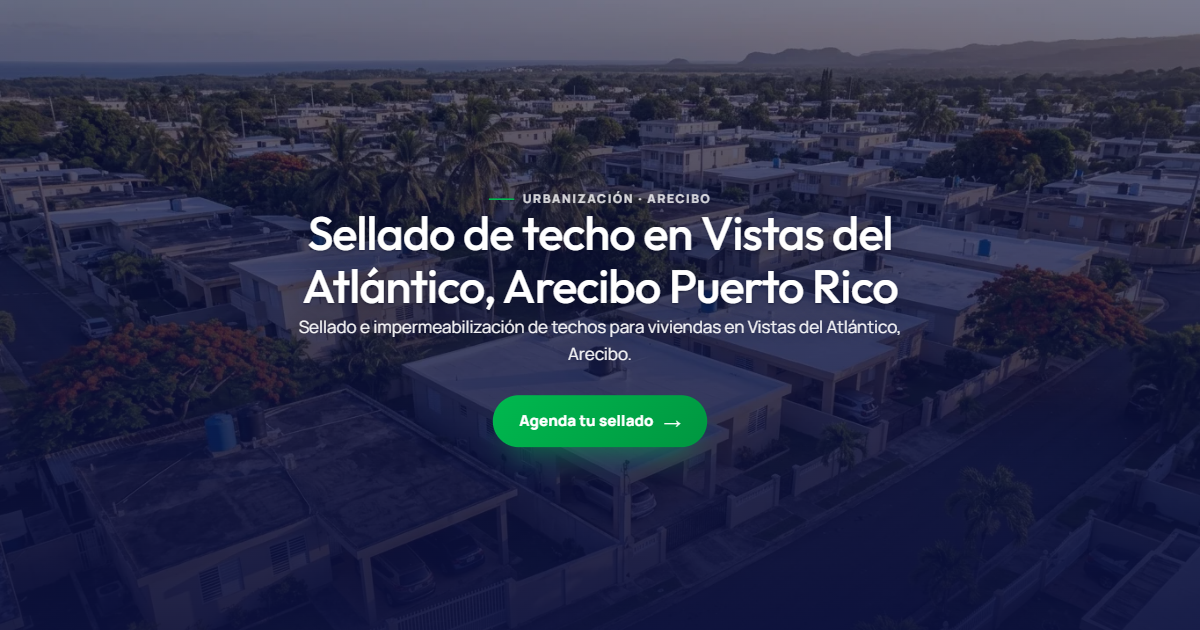 URBANIZACIÓN · ARECIBO
Sellado de techo en Vistas del
Atlántico, Arecibo Puerto Rico
Sellado e impermeabilización de techos para viviendas en Vistas del Atlántico,
Arecibo.
Agenda tu sellado →